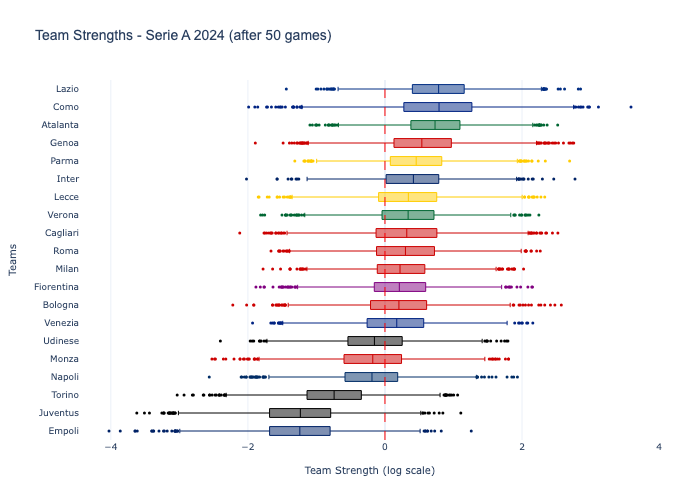 Team Strengths - Serie A 2024 (after 50 games)
Lazio
Como
Atalanta
Genoa
Parma
Inter
Lecce
Verona
Cagliari
Roma
Milan
Fiorentina
Bologna
Venezia
Udinese
Monza
Napoli
Torino
Juventus
Empoli
Teams
−4 −2 0 2 4
Team Strength (log scale)